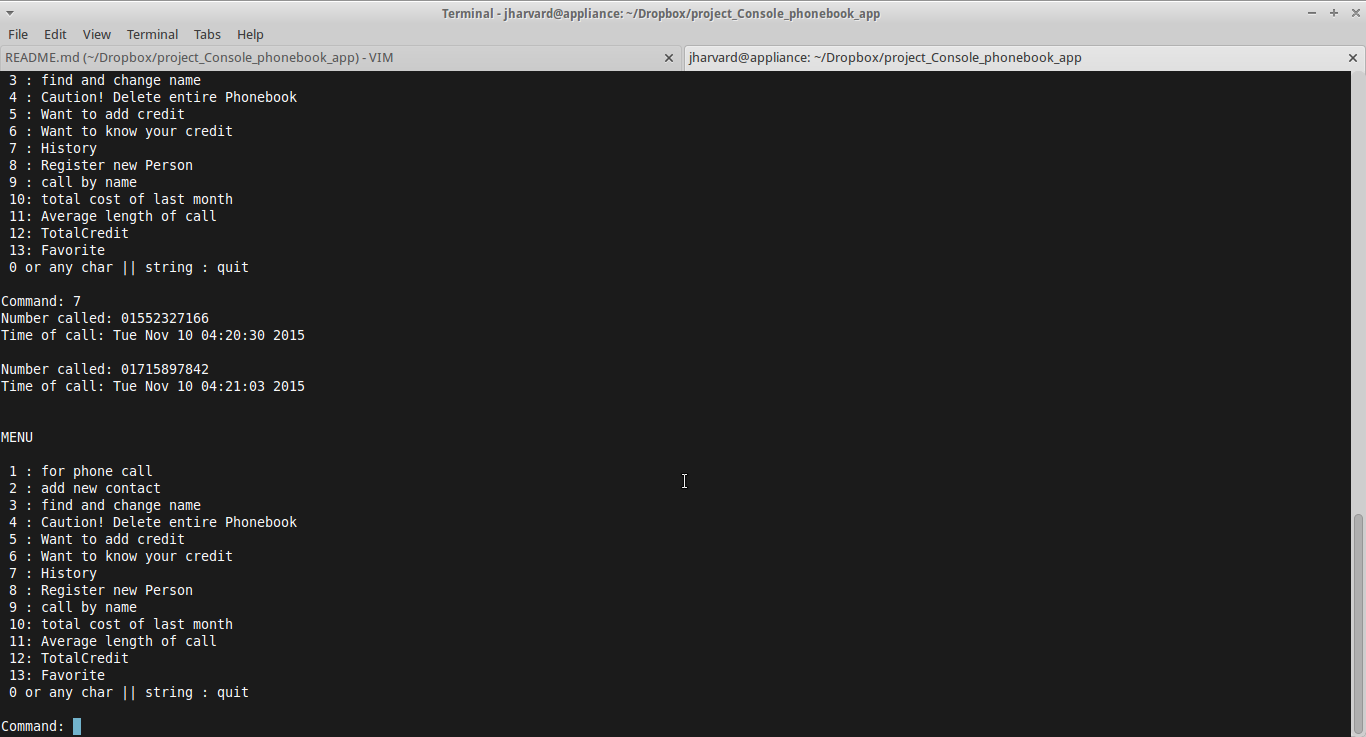 Terminal - jharvard@appliance: ~/Dropbox/project_Console_phonebook_app
File Edit View Terminal Tabs Help
README.md (~/Dropbox/project_Console_phonebook_app) - VIM
jharvard@appliance: ~/Dropbox/project_Console_phonebook_app
3 : find and change name
4 : Caution! Delete entire Phonebook
5 : Want to add credit
6 : Want to know your credit
7 : History
8 : Register new Person
9 : call by name
10: total cost of last month
11: Average length of call
12: TotalCredit
13: Favorite
0 or any char || string : quit
Command: 7
Number called: 01552327166
Time of call: Tue Nov 10 04:20:30 2015
Number called: 01715897842
Time of call: Tue Nov 10 04:21:03 2015
MENU
1 : for phone call
2 : add new contact
3 : find and change name
4 : Caution! Delete entire Phonebook
5 : Want to add credit
6 : Want to know your credit
7 : History
8 : Register new Person
9 : call by name
10: total cost of last month
11: Average length of call
12: TotalCredit
13: Favorite
0 or any char || string : quit
Command: